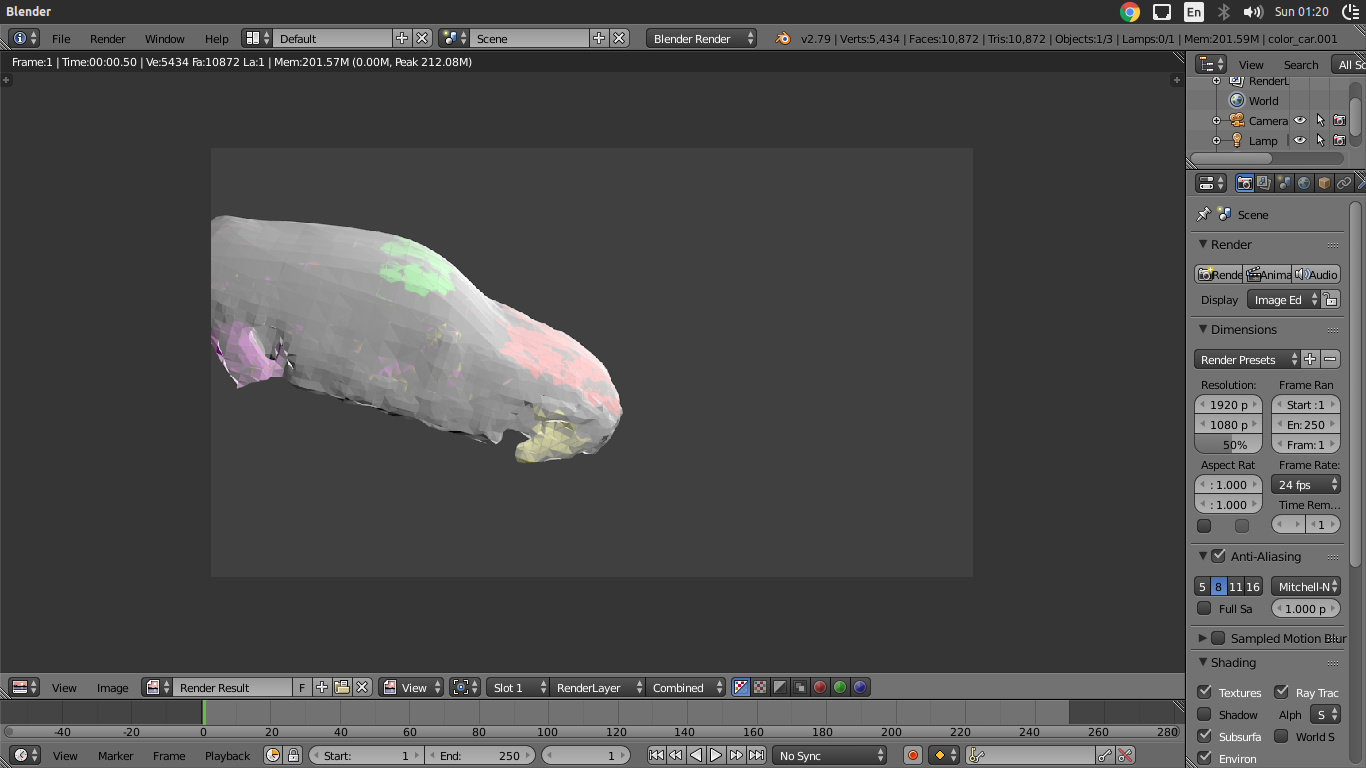 Blender
En
Sun 01:20
File Render Window Help Default Scene Blender Render v2.79 | Verts:5,434 | Faces:10,872 | Tris:10,872 | Objects:1/3 | Lamps:0/1 | Mem:201.59M | color_car.001
Frame:1 | Time:00:00.50 | Ve:5434 Fa:10872 La:1 | Mem:201.57M (0.00M, Peak 212.08M)
View Search All Sc
RenderL
World
Camera
Lamp
Scene
Render
Rende Anima Audio
Display Image Ed
Dimensions
Render Presets
Resolution: Frame Ran
1920 p Start :1
1080 p En: 250
50% Fram: 1
Aspect Rat Frame Rate:
: 1.000 24 fps
: 1.000 Time Rem...
1
Anti-Aliasing
5 8 11 16 Mitchell-N
Full Sa 1.000 p
Sampled Motion Blur
Shading
Textures Ray Trac
Shadow Alph S
Subsurfa World S
Environ
View Image Render Result F View Slot 1 RenderLayer Combined
-40 -20 0 20 40 60 80 100 120 140 160 180 200 220 240 260 280
View Marker Frame Playback Start: 1 End: 250 1 No Sync